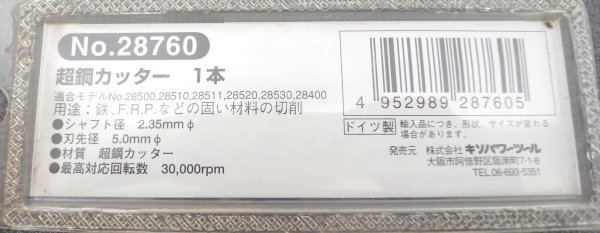 No.28760
超鋼カッター 1本
適合モデルNo.28500,28510,28511,28520,28530,28400
用途：鉄、F.R.P.などの固い材料の切削
●シャフト径 2.35mmφ
●刃先径 5.0mmφ
●材質 超鋼カッター
●最高対応回転数 30,000rpm
4 952989 287605
ドイツ製
輸入品につき、形状、サイズが変わる
場合があります。
発売元 株式会社 キソパワーツール
大阪市阿倍野区阪南町7-1-8
TEL.06-693-5351